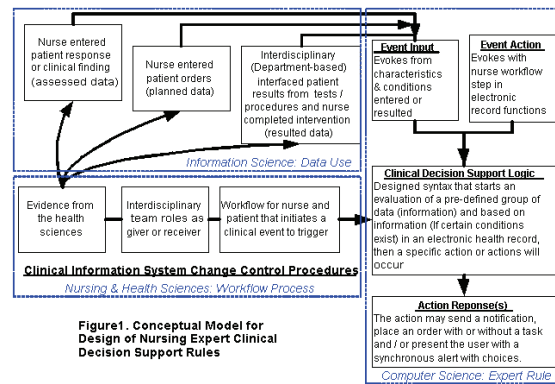 Nurse entered
patient response
or clinical finding
(assessed data)
Nurse entered
patient orders
(planned data)
Interdisciplinary
(Department-based)
interfaced patient
results from tests /
procedures and nurse
completed intervention
(resulted data)
Information Science: Data Use
Event Input
Evokes from
characteristics
& conditions
entered or
resulted
Event Action
Evokes with
nurse workflow
step in
electronic
record functions
Evidence from
the health
sciences
Interdisciplinary
team roles as
giver or receiver
Workflow for nurse and
patient that initiates a
clinical event to trigger
Clinical Information System Change Control Procedures
Nursing & Health Sciences: Workflow Process
Clinical Decision Support Logic
Designed syntax that starts an
evaluation of a pre-defined group of
data (information) and based on
information (If certain conditions
exist) in an electronic health record,
then a specific action or actions will
occur
Action Reponse(s)
The action may send a notification,
place an order with or without a task
and / or present the user with a
synchronous alert with choices.
Computer Science: Expert Rule
Figure1. Conceptual Model for
Design of Nursing Expert Clinical
Decision Support Rules